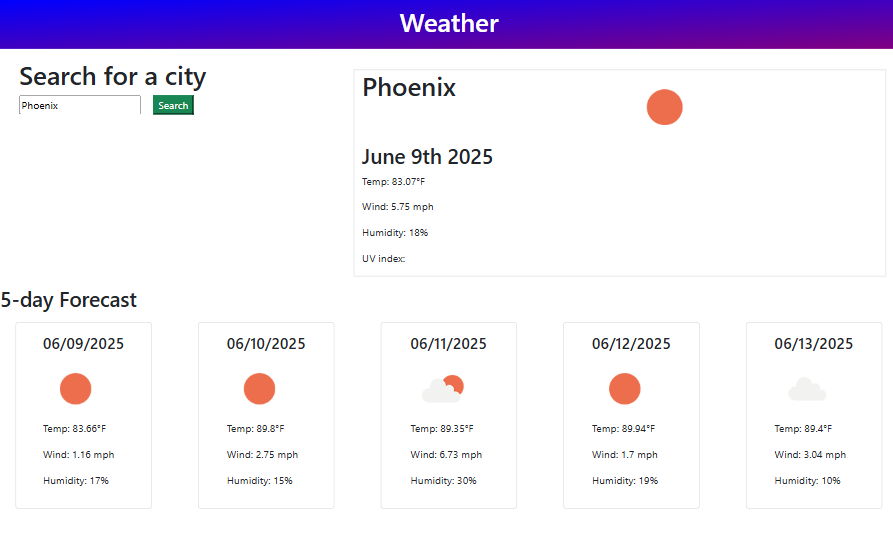 Weather
Search for a city
Phoenix
Search
Phoenix
June 9th 2025
Temp: 83.07°F
Wind: 5.75 mph
Humidity: 18%
UV index:
5-day Forecast
06/09/2025
Temp: 83.66°F
Wind: 1.16 mph
Humidity: 17%
06/10/2025
Temp: 89.8°F
Wind: 2.75 mph
Humidity: 15%
06/11/2025
Temp: 89.35°F
Wind: 6.73 mph
Humidity: 30%
06/12/2025
Temp: 89.94°F
Wind: 1.7 mph
Humidity: 19%
06/13/2025
Temp: 89.4°F
Wind: 3.04 mph
Humidity: 10%